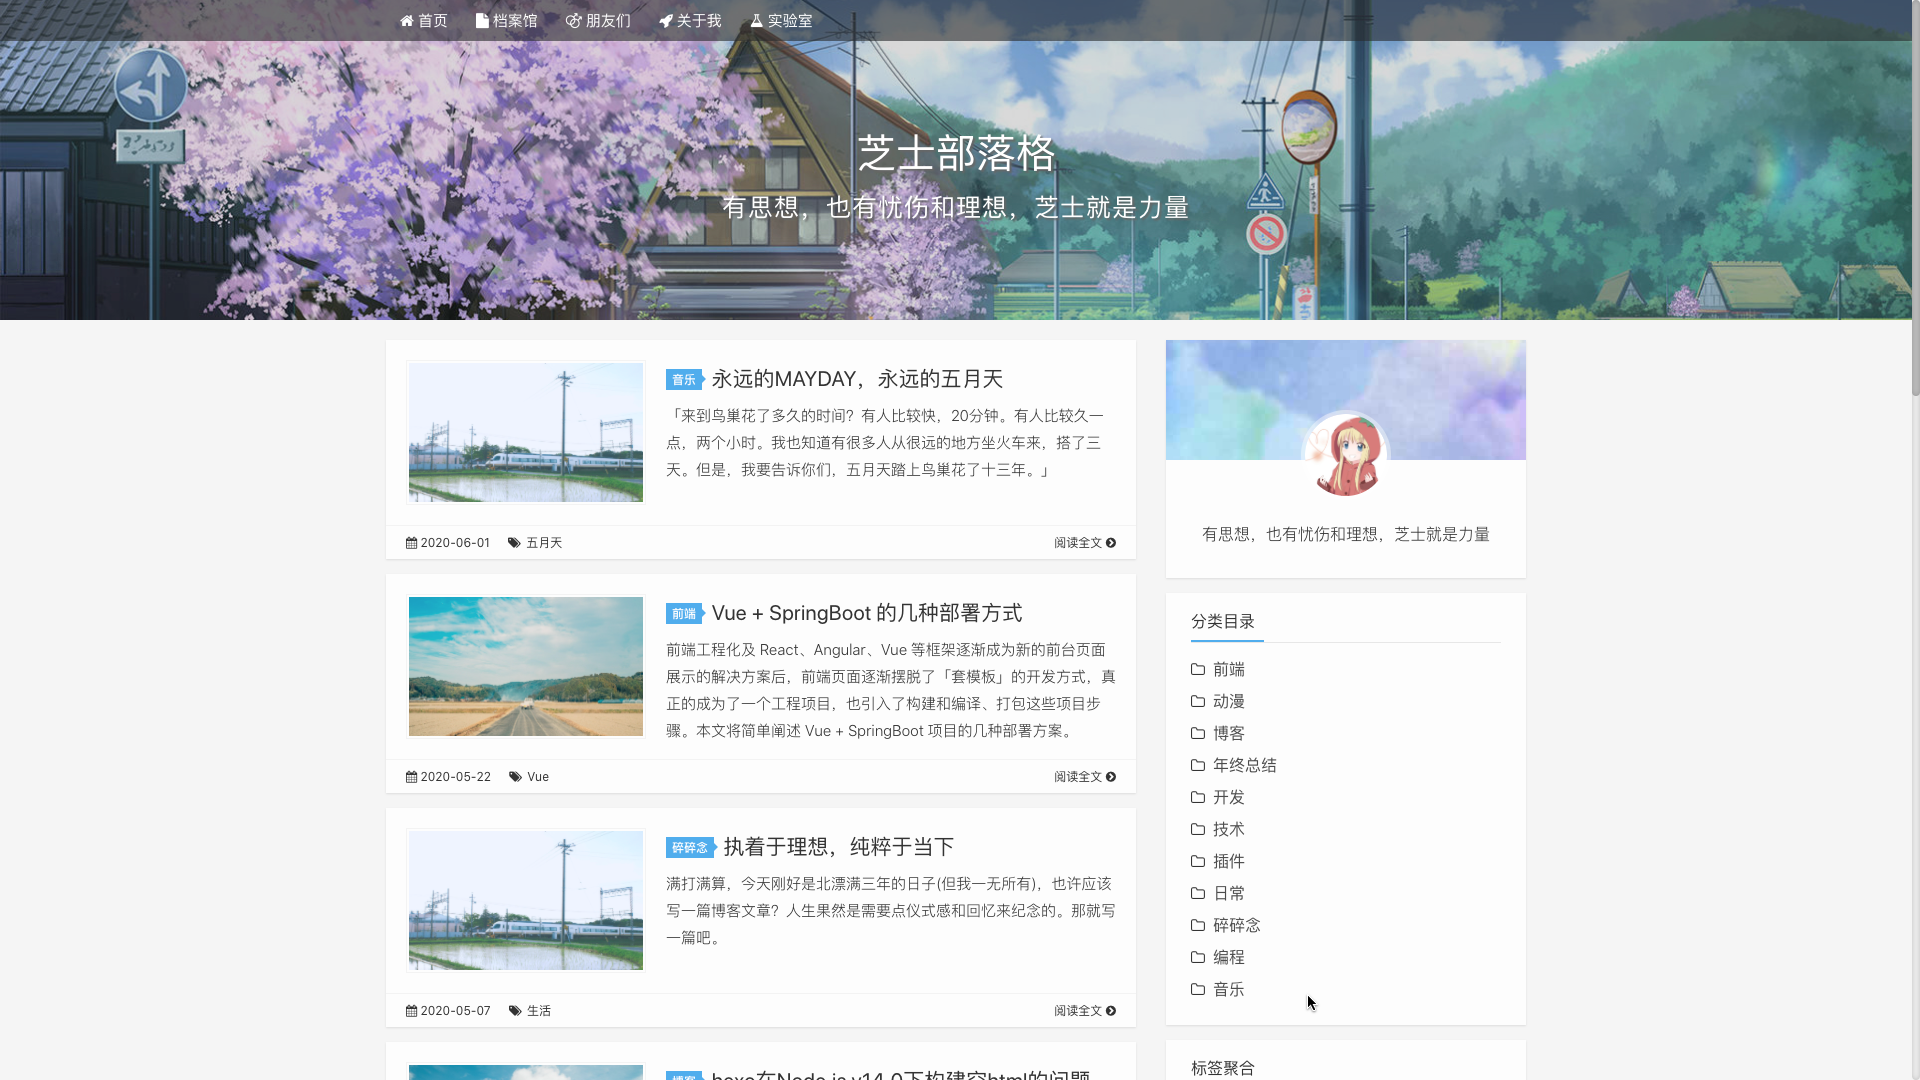 首页 档案馆 朋友们 关于我 实验室
芝士部落格
有思想，也有忧伤和理想，芝士就是力量
音乐 永远的MAYDAY，永远的五月天
「来到鸟巢花了多久的时间？有人比较快，20分钟。有人比较久一
点，两个小时。我也知道有很多人从很远的地方坐火车来，搭了三
天。但是，我要告诉你们，五月天踏上鸟巢花了十三年。」
2020-06-01 五月天 阅读全文
前端 Vue + SpringBoot 的几种部署方式
前端工程化及 React、Angular、Vue 等框架逐渐成为新的前台页面
展示的解决方案后，前端页面逐渐摆脱了「套模板」的开发方式，真
正的成为了一个工程项目，也引入了构建和编译、打包这些项目步
骤。本文将简单阐述 Vue + SpringBoot 项目的几种部署方案。
2020-05-22 Vue 阅读全文
碎碎念 执着于理想，纯粹于当下
满打满算，今天刚好是北漂满三年的日子(但我一无所有)，也许应该
写一篇博客文章？人生果然是需要点仪式感和回忆来纪念的。那就写
一篇吧。
2020-05-07 生活 阅读全文
博客 hexo在Node.js v14.0下构建空html的问题
有思想，也有忧伤和理想，芝士就是力量
分类目录
前端
动漫
博客
年终总结
开发
技术
插件
日常
碎碎念
编程
音乐
标签聚合